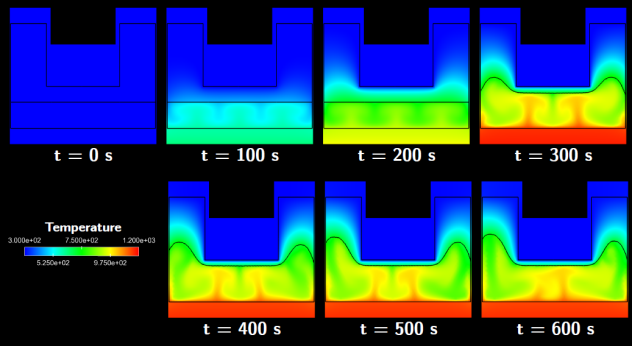 t = 0 s
t = 100 s
t = 200 s
t = 300 s
Temperature
3.000e+02 7.500e+02 1.200e+03
5.250e+02 9.750e+02
t = 400 s
t = 500 s
t = 600 s